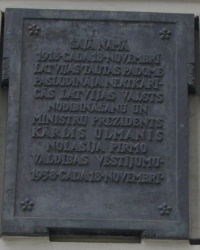 ŠAJĀ NAMĀ
1918·GADA·18·NOVEMBRĪ
LATVIJAS TAUTAS PADOME
PASLUDINĀJA NEATKARĪ-
GĀS LATVIJAS VALSTS
NODIBINĀŠANU UN
MINISTRU PREZIDENTS
KĀRLIS ULMANIS
NOLASĪJA PIRMO
VALDĪBAS VĒSTĪJUMU·
1938·GADA·18·NOVEMBRĪ·